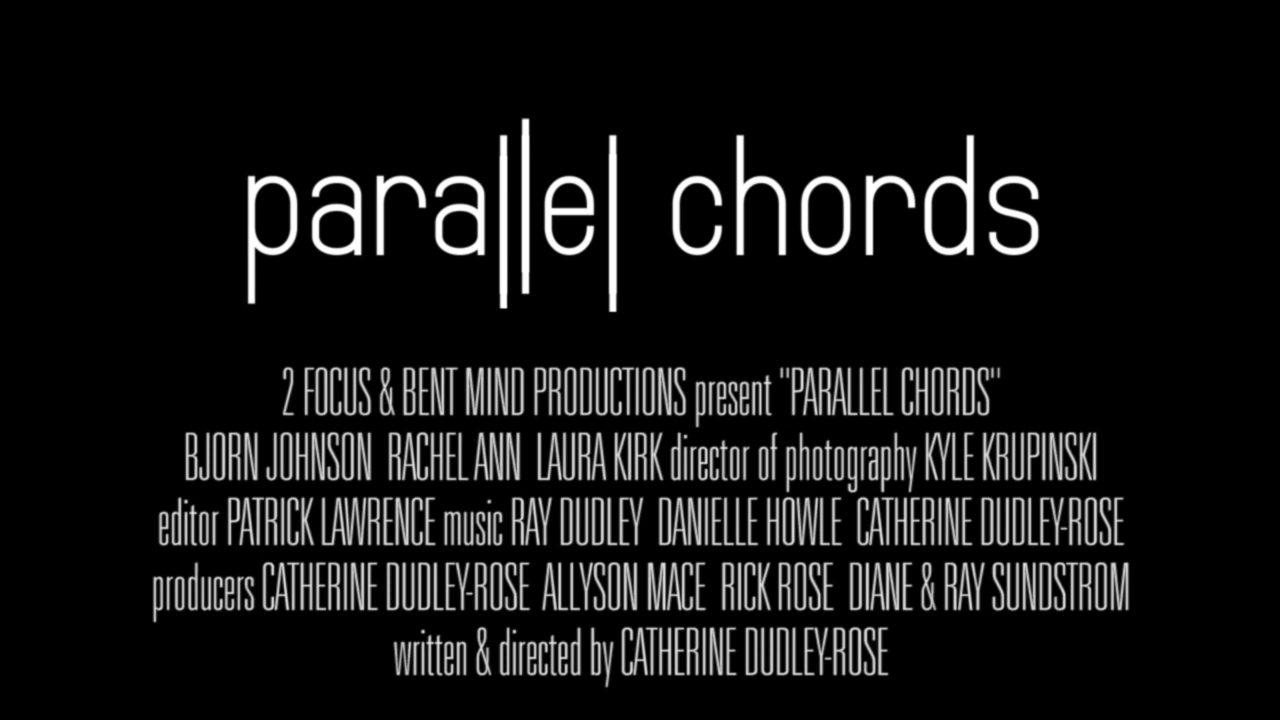 parallel chords
2 FOCUS & BENT MIND PRODUCTIONS present "PARALLEL CHORDS"
BJORN JOHNSON RACHEL ANN LAURA KIRK director of photography KYLE KRUPINSKI
editor PATRICK LAWRENCE music RAY DUDLEY DANIELLE HOWLE CATHERINE DUDLEY-ROSE
producers CATHERINE DUDLEY-ROSE ALLYSON MACE RICK ROSE DIANE & RAY SUNDSTROM
written & directed by CATHERINE DUDLEY-ROSE